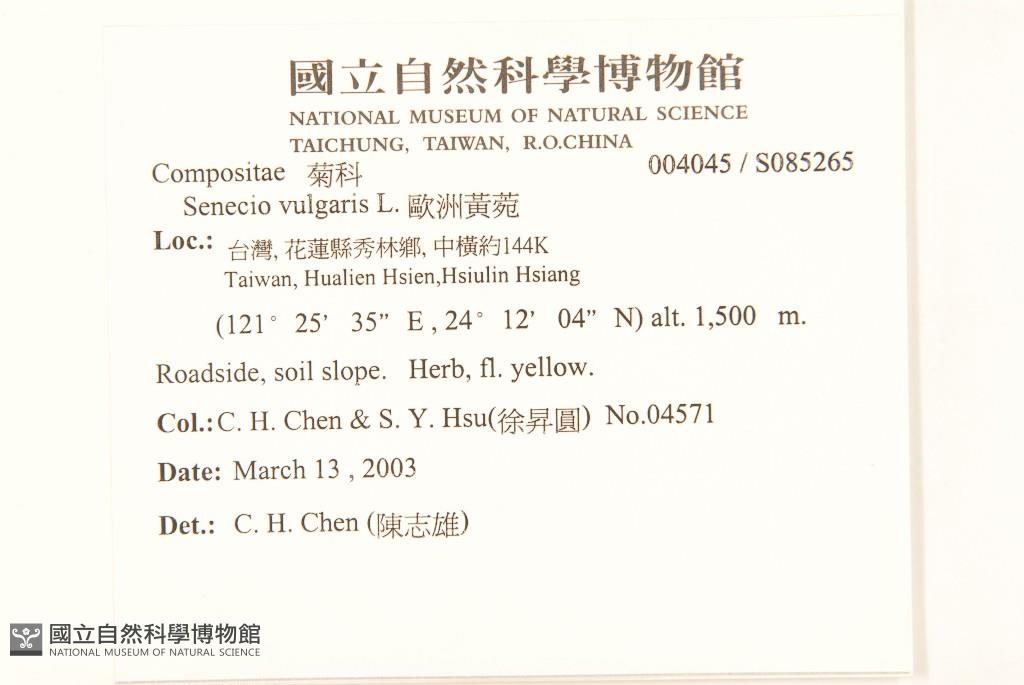 國立自然科學博物館
NATIONAL MUSEUM OF NATURAL SCIENCE
TAICHUNG, TAIWAN, R.O.CHINA
004045 / S085265
Compositae 菊科
Senecio vulgaris L. 歐洲黃菀
Loc.: 台灣, 花蓮縣秀林鄉, 中橫約144K
Taiwan, Hualien Hsien,Hsiulin Hsiang
(121° 25’ 35” E , 24° 12’ 04” N) alt. 1,500 m.
Roadside, soil slope. Herb, fl. yellow.
Col.: C. H. Chen & S. Y. Hsu(徐昇圓) No.04571
Date: March 13 , 2003
Det.: C. H. Chen (陳志雄)
國立自然科學博物館
NATIONAL MUSEUM OF NATURAL SCIENCE